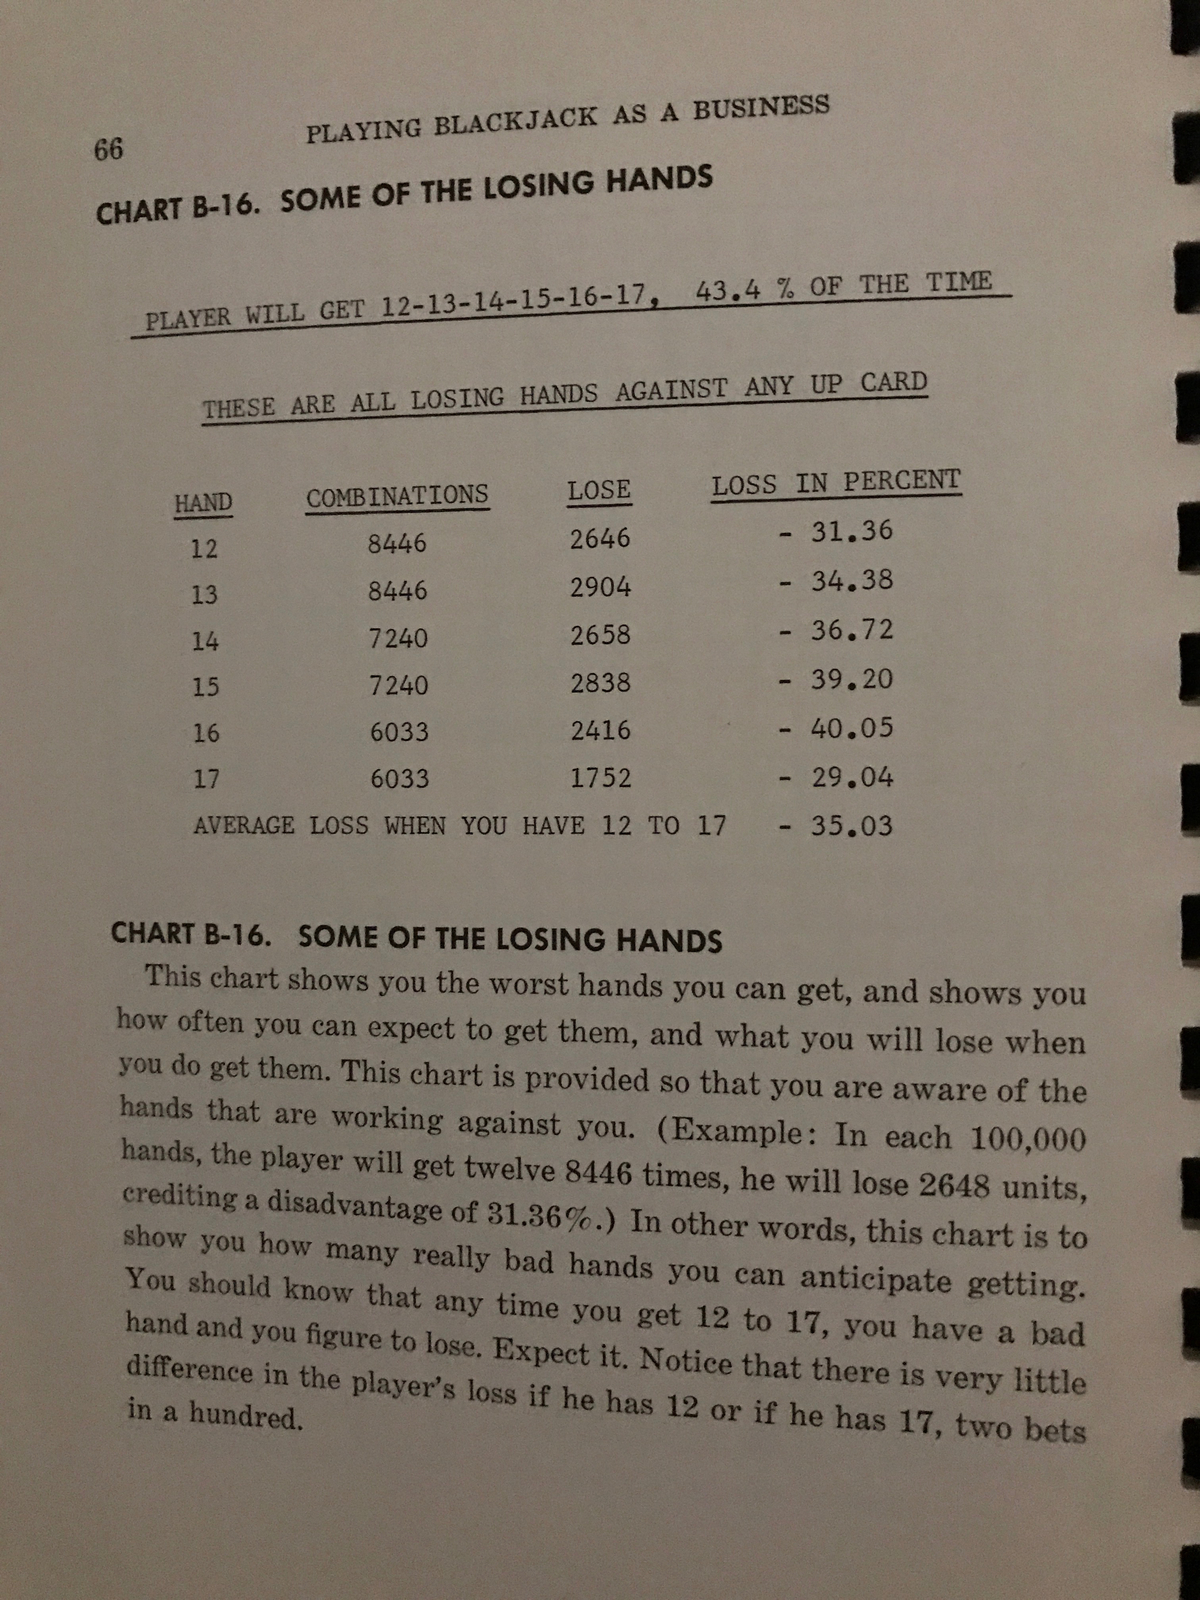 66 PLAYING BLACKJACK AS A BUSINESS
CHART B-16. SOME OF THE LOSING HANDS
PLAYER WILL GET 12-13-14-15-16-17, 43.4 % OF THE TIME
THESE ARE ALL LOSING HANDS AGAINST ANY UP CARD
HAND COMBINATIONS LOSE LOSS IN PERCENT
12 8446 2646 - 31.36
13 8446 2904 - 34.38
14 7240 2658 - 36.72
15 7240 2838 - 39.20
16 6033 2416 - 40.05
17 6033 1752 - 29.04
AVERAGE LOSS WHEN YOU HAVE 12 TO 17 - 35.03
CHART B-16. SOME OF THE LOSING HANDS
This chart shows you the worst hands you can get, and shows you
how often you can expect to get them, and what you will lose when
you do get them. This chart is provided so that you are aware of the
hands that are working against you. (Example: In each 100,000
hands, the player will get twelve 8446 times, he will lose 2648 units,
crediting a disadvantage of 31.36%.) In other words, this chart is to
show you how many really bad hands you can anticipate getting.
You should know that any time you get 12 to 17, you have a bad
hand and you figure to lose. Expect it. Notice that there is very little
difference in the player's loss if he has 12 or if he has 17, two bets
in a hundred.